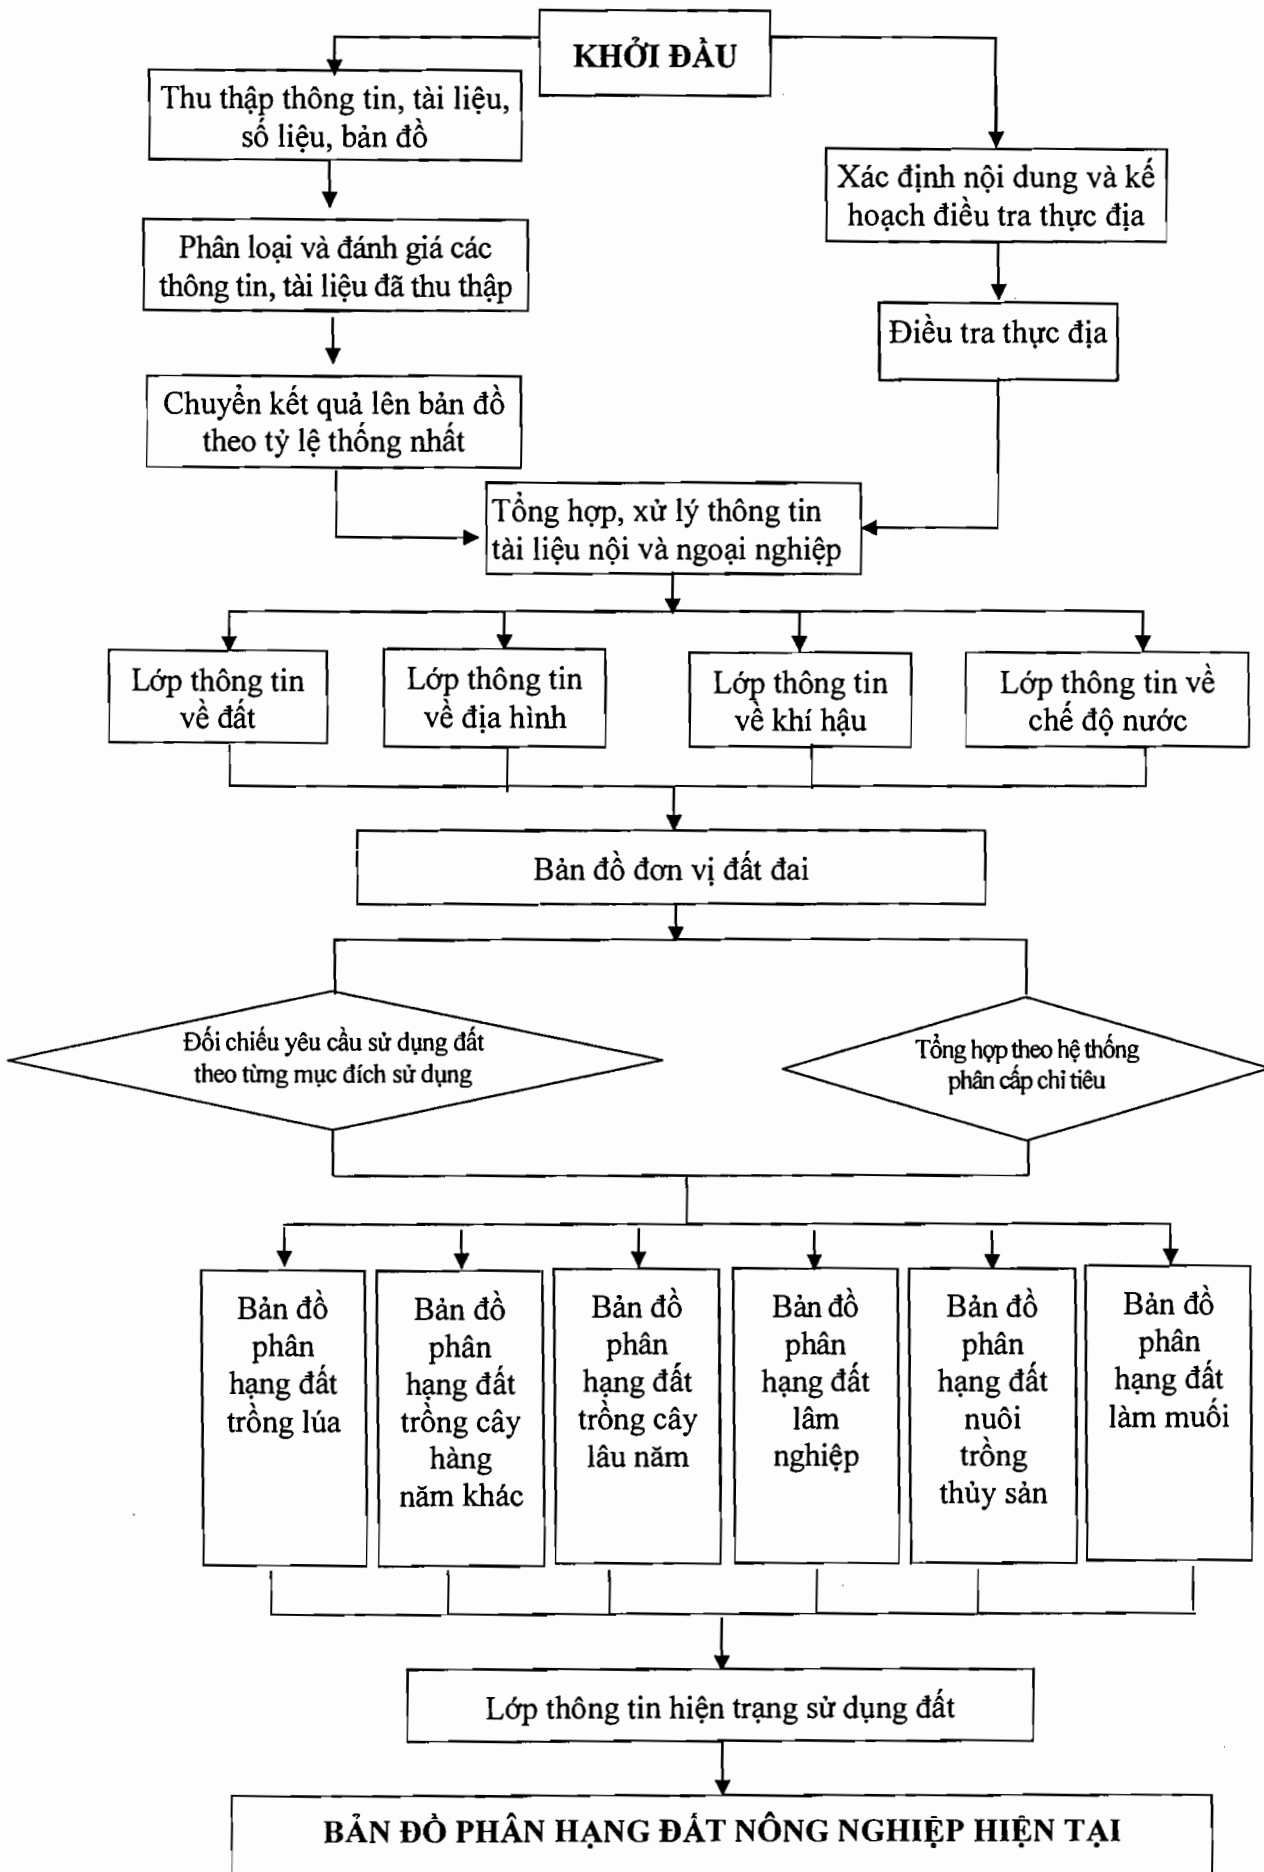 KHỞI ĐẦU
Thu thập thông tin, tài liệu,
số liệu, bản đồ
Xác định nội dung và kế
hoạch điều tra thực địa
Phân loại và đánh giá các
thông tin, tài liệu đã thu thập
Điều tra thực địa
Chuyển kết quả lên bản đồ
theo tỷ lệ thống nhất
Tổng hợp, xử lý thông tin
tài liệu nội và ngoại nghiệp
Lớp thông tin
về đất
Lớp thông tin
về địa hình
Lớp thông tin
về khí hậu
Lớp thông tin về
chế độ nước
Bản đồ đơn vị đất đai
Đối chiếu yêu cầu sử dụng đất
theo từng mục đích sử dụng
Tổng hợp theo hệ thống
phân cấp chỉ tiêu
Bản đồ
phân
hạng đất
trồng lúa
Bản đồ
phân
hạng đất
trồng cây
hàng
năm khác
Bản đồ
phân
hạng đất
trồng cây
lâu năm
Bản đồ
phân
hạng đất
lâm
nghiệp
Bản đồ
phân
hạng đất
nuôi
trồng
thủy sản
Bản đồ
phân
hạng đất
làm muối
Lớp thông tin hiện trạng sử dụng đất
BẢN ĐỒ PHÂN HẠNG ĐẤT NÔNG NGHIỆP HIỆN TẠI